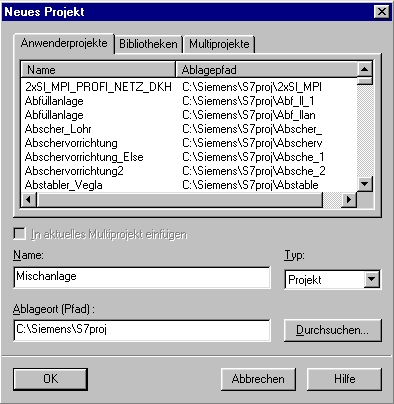 Neues Projekt
Anwenderprojekte Bibliotheken Multiprojekte
Name Ablagepfad
2xSI_MPI_PROFI_NETZ_DKH C:\Siemens\S7proj\2xSI_MPI
Abfüllanlage C:\Siemens\S7proj\Abf_ll_1
Abfüllanlage C:\Siemens\S7proj\Abf_llan
Abscher_Lohr C:\Siemens\S7proj\Abscher_
Abschervorrichtung C:\Siemens\S7proj\Abscherv
Abschervorrichtung_Else C:\Siemens\S7proj\Absche_1
Abschervorrichtung2 C:\Siemens\S7proj\Absche_2
Abstabler_Vegla C:\Siemens\S7proj\Abstable
In aktuelles Multiprojekt einfügen
Name: Typ:
Mischanlage Projekt
Ablageort (Pfad) :
C:\Siemens\S7proj Durchsuchen...
OK Abbrechen Hilfe